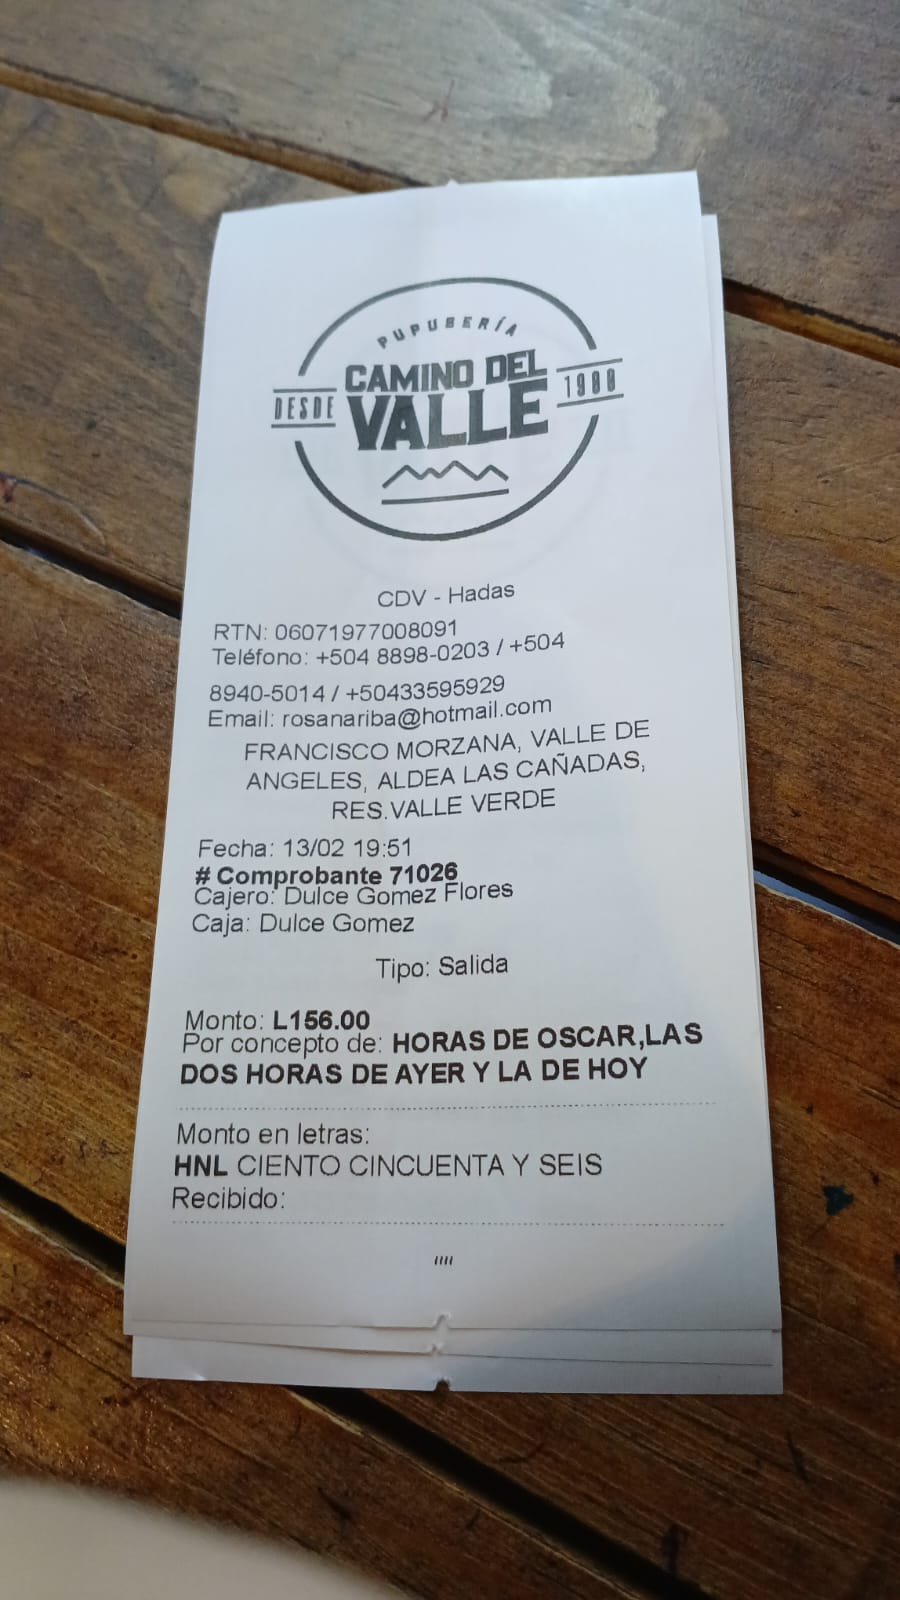 PUPUSERÍA
DESDE
CAMINO DEL
VALLE
1988
CDV - Hadas
RTN: 06071977008091
Teléfono: +504 8898-0203 / +504
8940-5014 / +50433595929
Email: rosanariba@hotmail.com
FRANCISCO MORZANA, VALLE DE
ANGELES, ALDEA LAS CAÑADAS,
RES.VALLE VERDE
Fecha: 13/02 19:51
# Comprobante 71026
Cajero: Dulce Gomez Flores
Caja: Dulce Gomez
Tipo: Salida
Monto: L156.00
Por concepto de: HORAS DE OSCAR,LAS
DOS HORAS DE AYER Y LA DE HOY
Monto en letras:
HNL CIENTO CINCUENTA Y SEIS
Recibido:
////